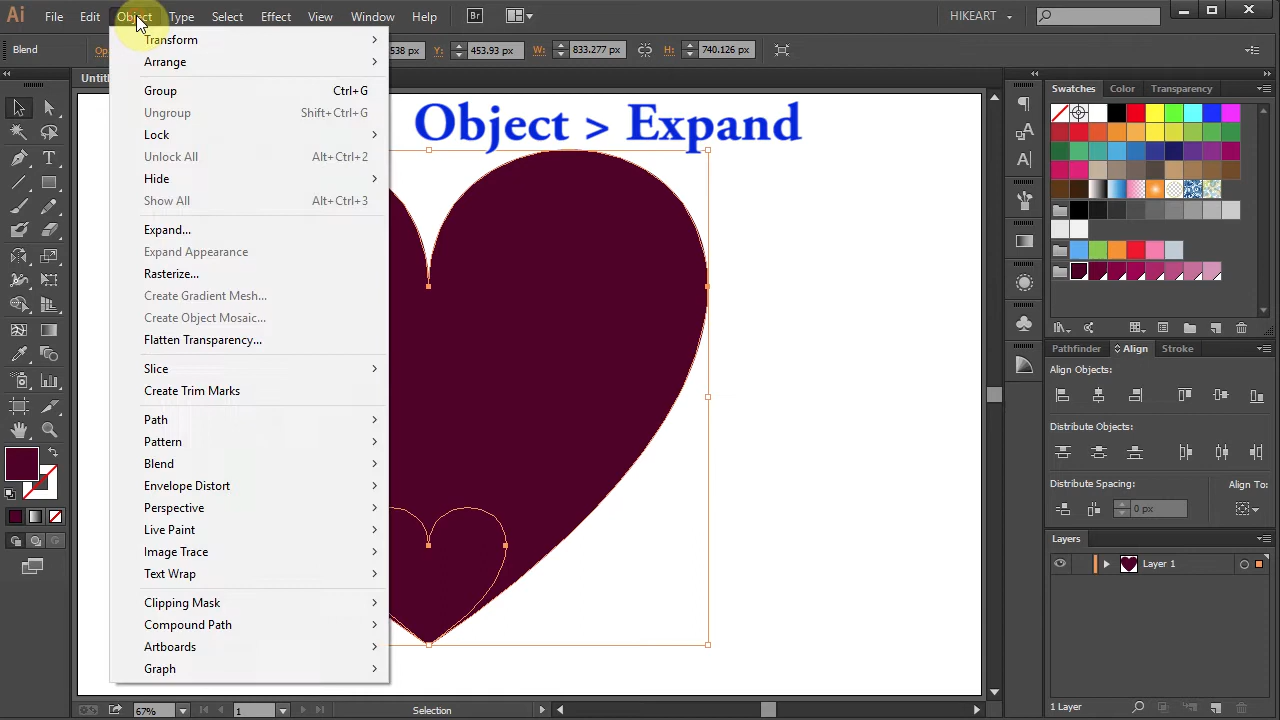 Ai File Edit Object Type Select Effect View Window Help Br HIKEART
Blend 538 px Y: 453.93 px W: 833.277 px H: 740.126 px
Object > Expand
Transform
Arrange
Group Ctrl+G
Ungroup Shift+Ctrl+G
Lock
Unlock All Alt+Ctrl+2
Hide
Show All Alt+Ctrl+3
Expand...
Expand Appearance
Rasterize...
Create Gradient Mesh...
Create Object Mosaic...
Flatten Transparency...
Slice
Create Trim Marks
Path
Pattern
Blend
Envelope Distort
Perspective
Live Paint
Image Trace
Text Wrap
Clipping Mask
Compound Path
Artboards
Graph
67% 1 Selection
Swatches Color Transparency
Pathfinder Align Stroke
Align Objects:
Distribute Objects:
Distribute Spacing: Align To:
0 px
Layers
Layer 1
1 Layer